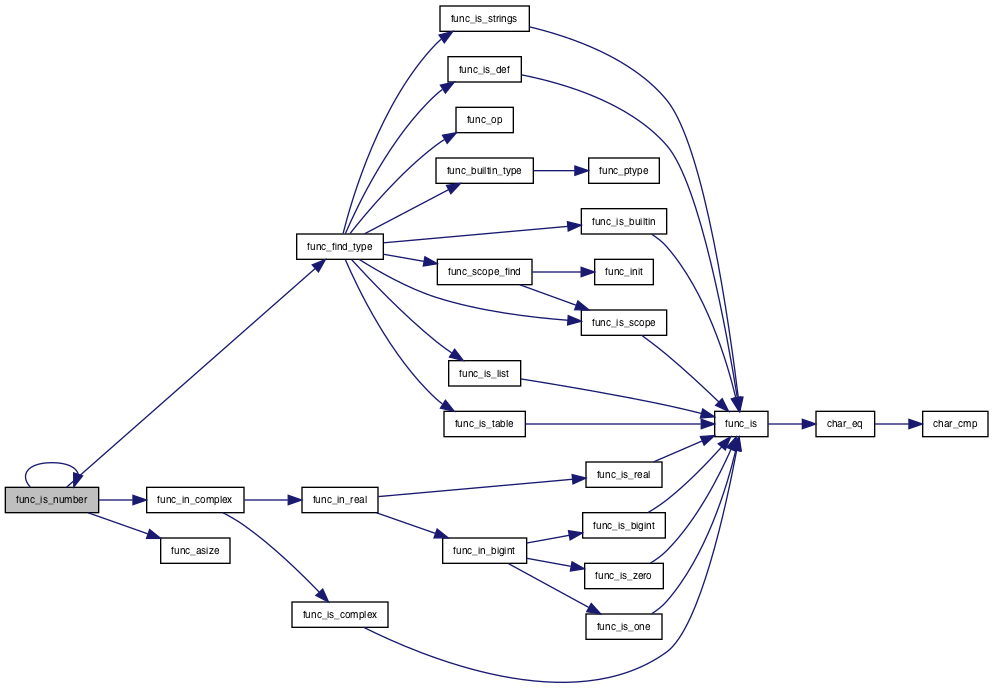 func_is_strings
func_is_def
func_op
func_builtin_type
func_ptype
func_is_builtin
func_find_type
func_scope_find
func_init
func_is_scope
func_is_list
func_is_table
func_is
char_eq
char_cmp
func_is_real
func_is_number
func_in_complex
func_in_real
func_is_bigint
func_asize
func_in_bigint
func_is_zero
func_is_complex
func_is_one